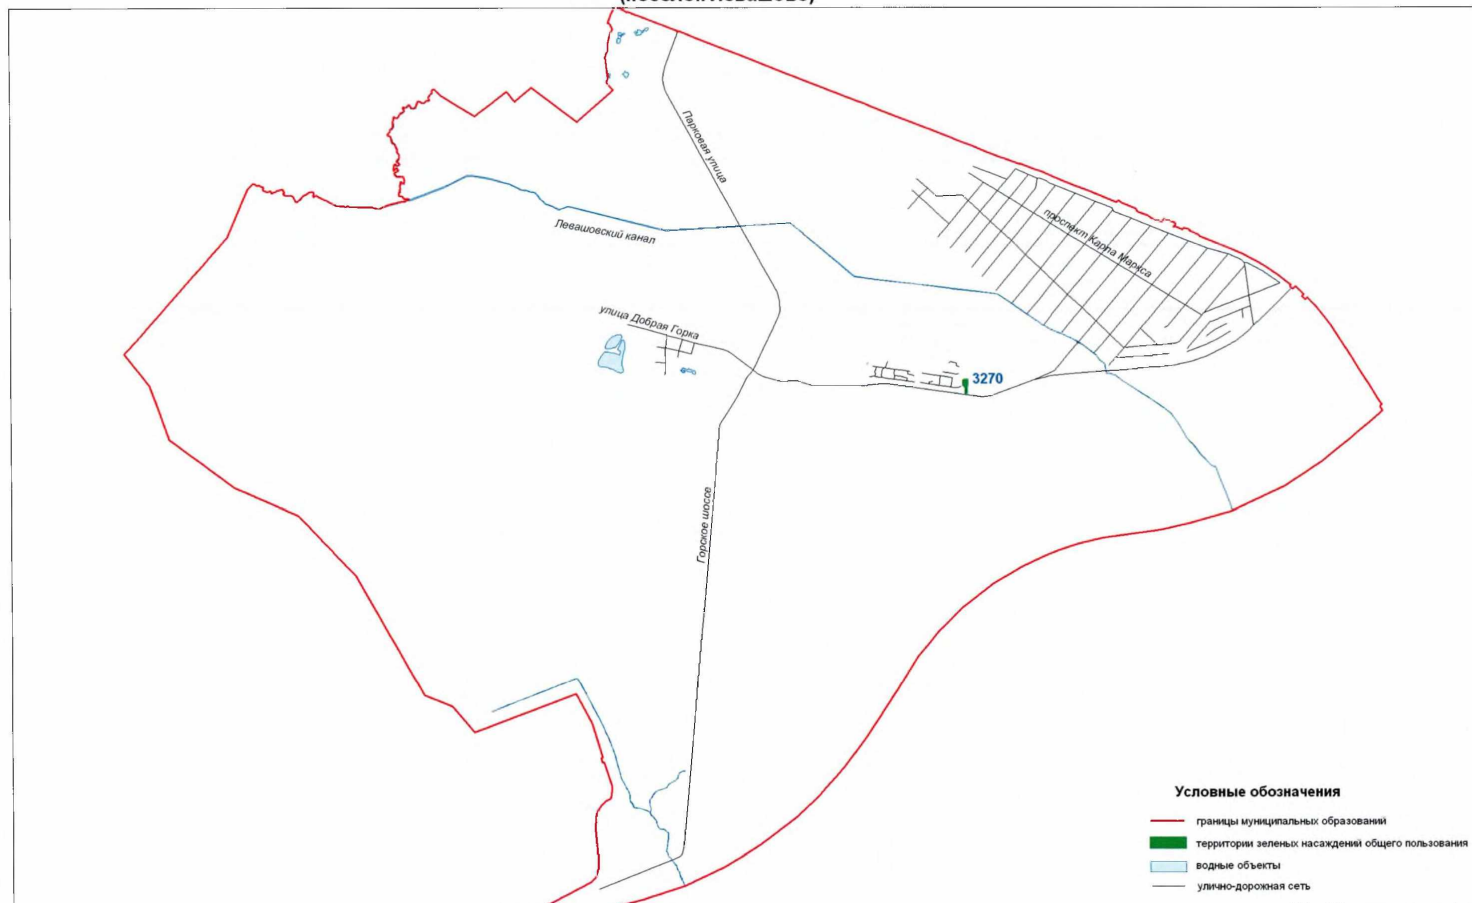 Парковая улица
проспект Карла Маркса
Левашовский канал
улица Добрая Горка
3270
Горское шоссе
Условные обозначения
границы муниципальных образований
территории зеленых насаждений общего пользования
водные объекты
улично-дорожная сеть